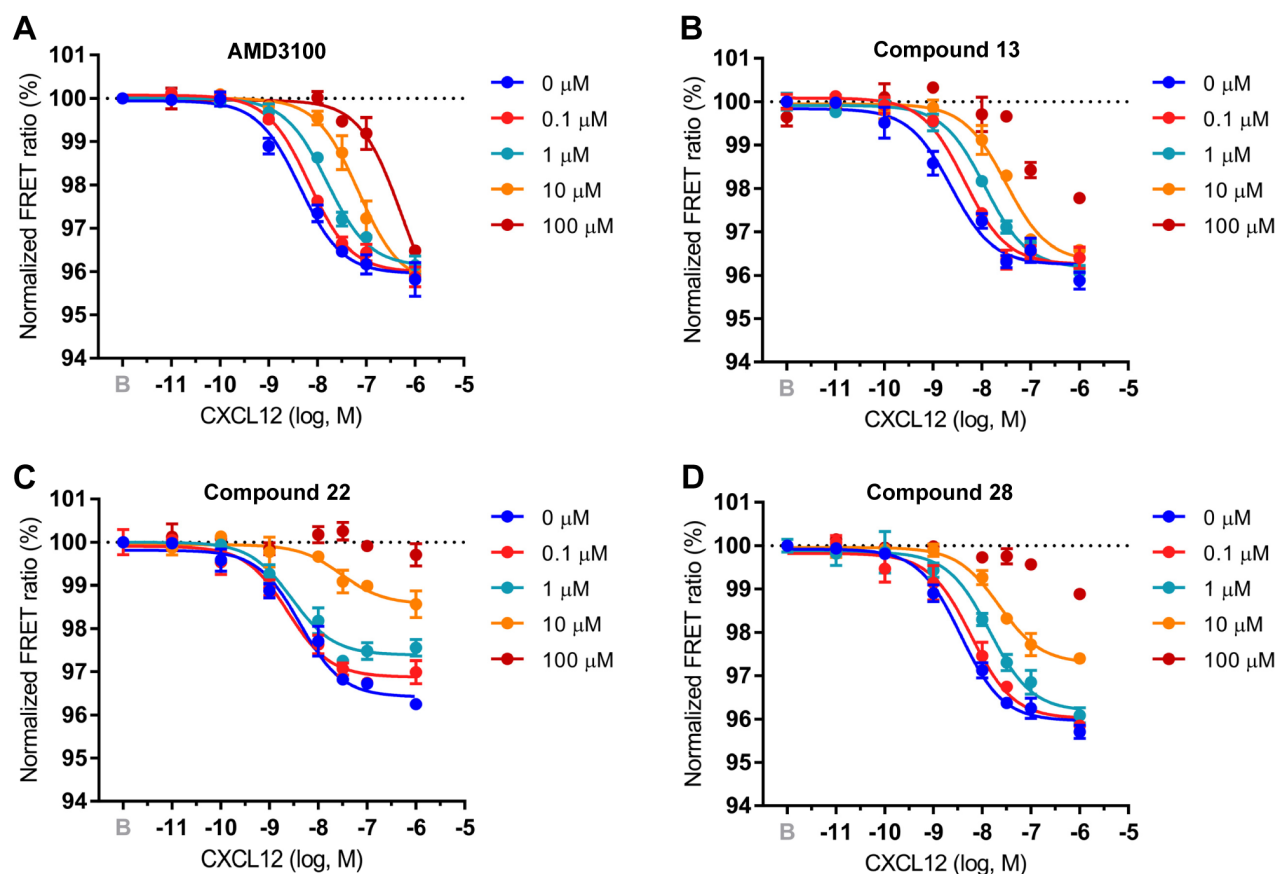 A
AMD3100
Normalized FRET ratio (%)
101
100
99
98
97
96
95
94
B -11 -10 -9 -8 -7 -6 -5
CXCL12 (log, M)
0 μM
0.1 μM
1 μM
10 μM
100 μM
B
Compound 13
Normalized FRET ratio (%)
101
100
99
98
97
96
95
94
B -11 -10 -9 -8 -7 -6 -5
CXCL12 (log, M)
0 μM
0.1 μM
1 μM
10 μM
100 μM
C
Compound 22
Normalized FRET ratio (%)
101
100
99
98
97
96
95
94
B -11 -10 -9 -8 -7 -6 -5
CXCL12 (log, M)
0 μM
0.1 μM
1 μM
10 μM
100 μM
D
Compound 28
Normalized FRET ratio (%)
101
100
99
98
97
96
95
94
B -11 -10 -9 -8 -7 -6 -5
CXCL12 (log, M)
0 μM
0.1 μM
1 μM
10 μM
100 μM